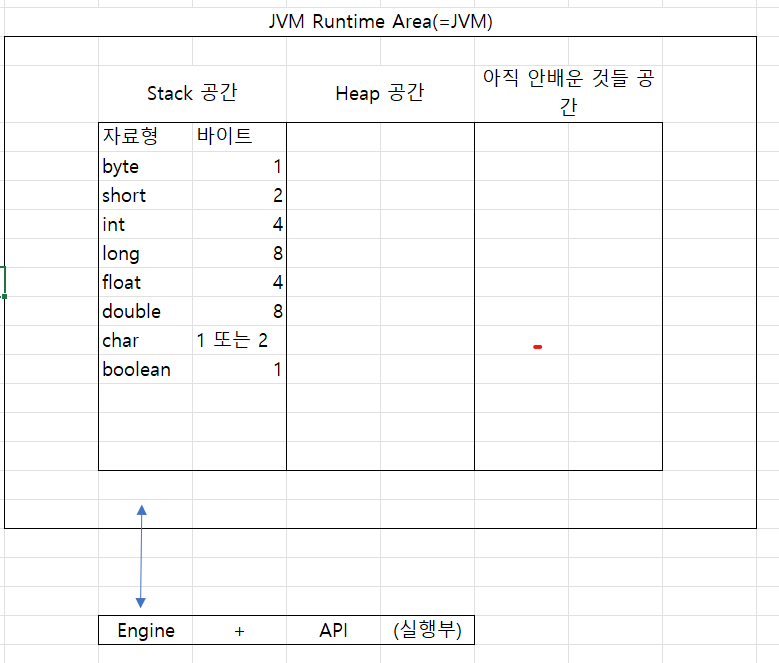 JVM Runtime Area(=JVM)
Stack 공간 Heap 공간 아직 안배운 것들 공
간
자료형 바이트
byte 1
short 2
int 4
long 8
float 4
double 8
char 1 또는 2
boolean 1
Engine + API (실행부)